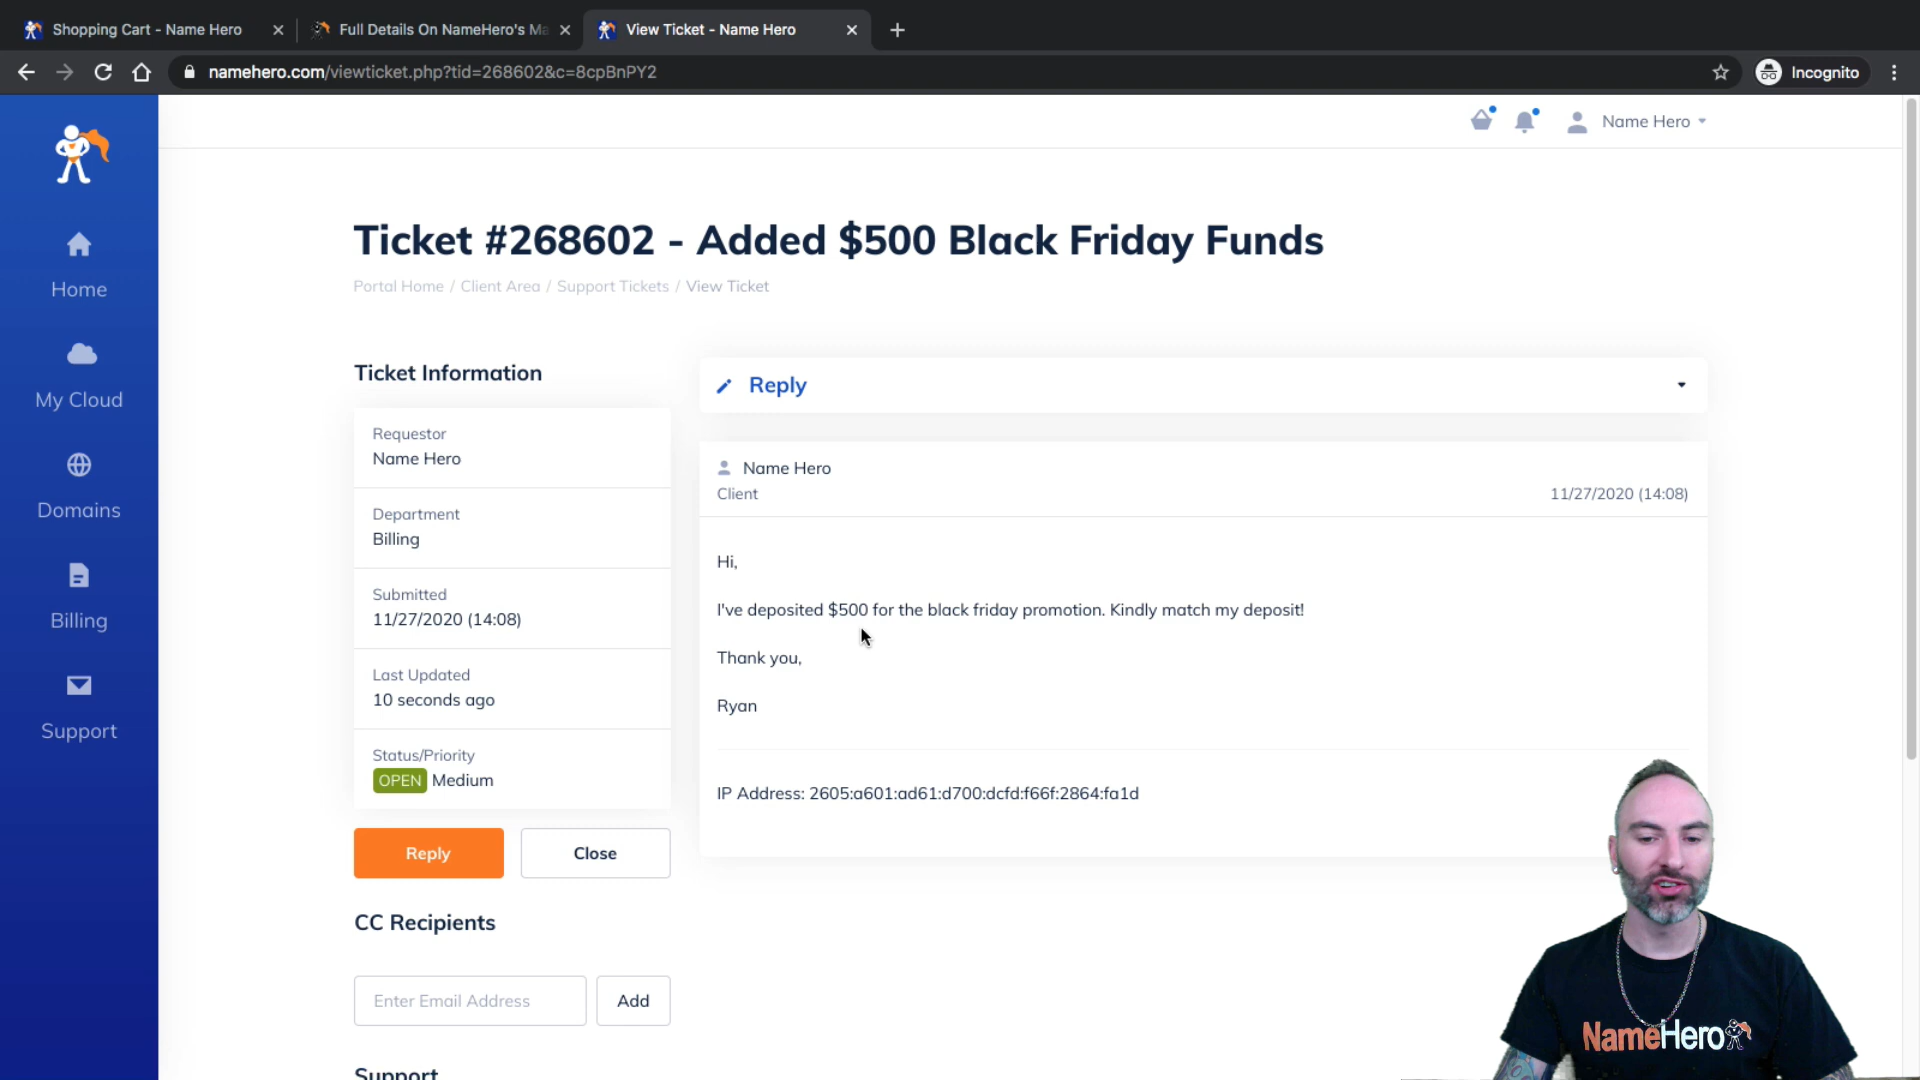 Shopping Cart - Name Hero
Full Details On NameHero's Ma
View Ticket - Name Hero
namehero.com/viewticket.php?tid=268602&c=8cpBnPY2
Incognito
Name Hero
Home
My Cloud
Domains
Billing
Support
Ticket #268602 - Added $500 Black Friday Funds
Portal Home / Client Area / Support Tickets / View Ticket
Ticket Information
Requestor
Name Hero
Department
Billing
Submitted
11/27/2020 (14:08)
Last Updated
10 seconds ago
Status/Priority
OPEN Medium
Reply
Close
CC Recipients
Enter Email Address
Add
Support
Reply
Name Hero
Client
11/27/2020 (14:08)
Hi,
I've deposited $500 for the black friday promotion. Kindly match my deposit!
Thank you,
Ryan
IP Address: 2605:a601:ad61:d700:dcfd:f66f:2864:fa1d
NameHero